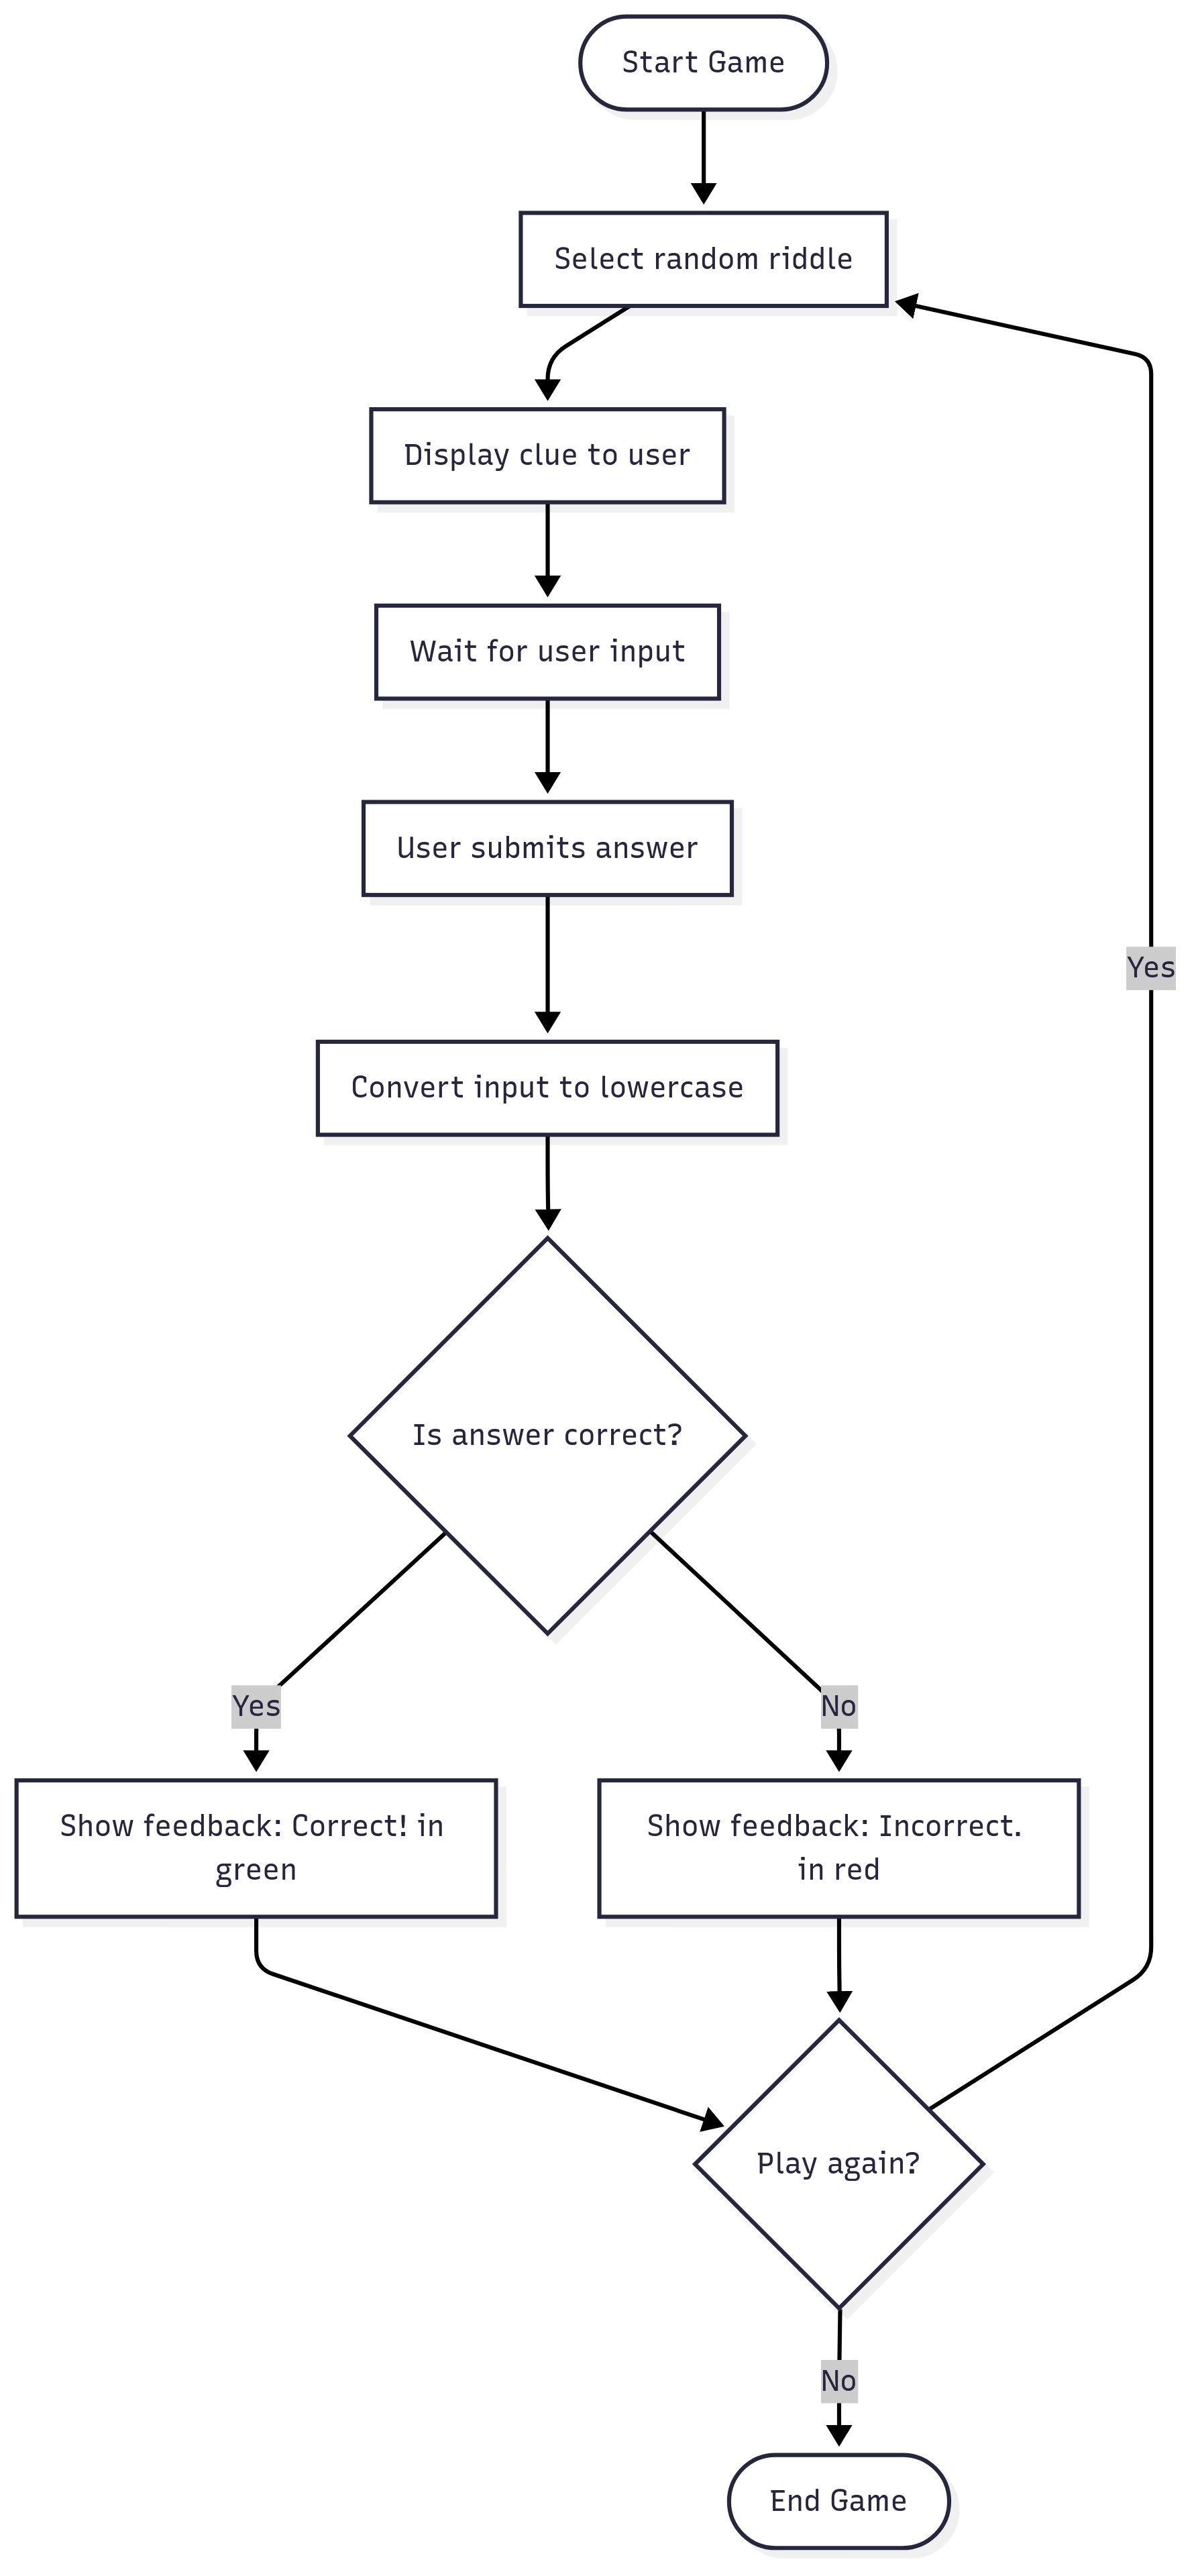 Start Game
Select random riddle
Display clue to user
Wait for user input
User submits answer
Yes
Convert input to lowercase
Is answer correct?
Yes
No
Show feedback: Correct! in
green
Show feedback: Incorrect.
in red
Play again?
No
End Game